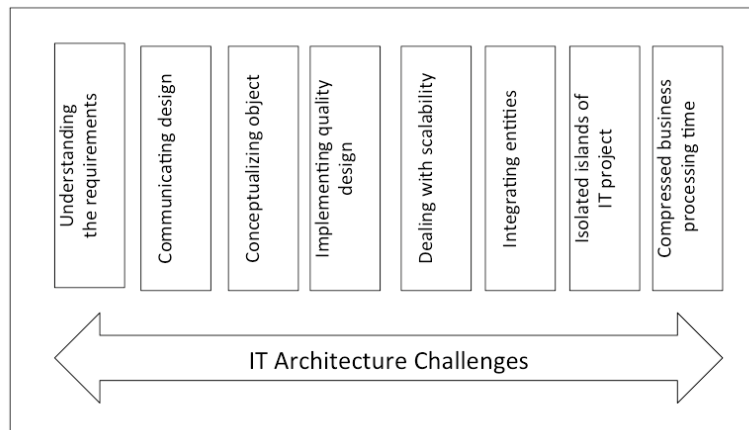 Understanding
the requirements
Communicating design
Conceptualizing object
Implementing quality
design
Dealing with scalability
Integrating entities
Isolated islands of
IT project
Compressed business
processing time
IT Architecture Challenges